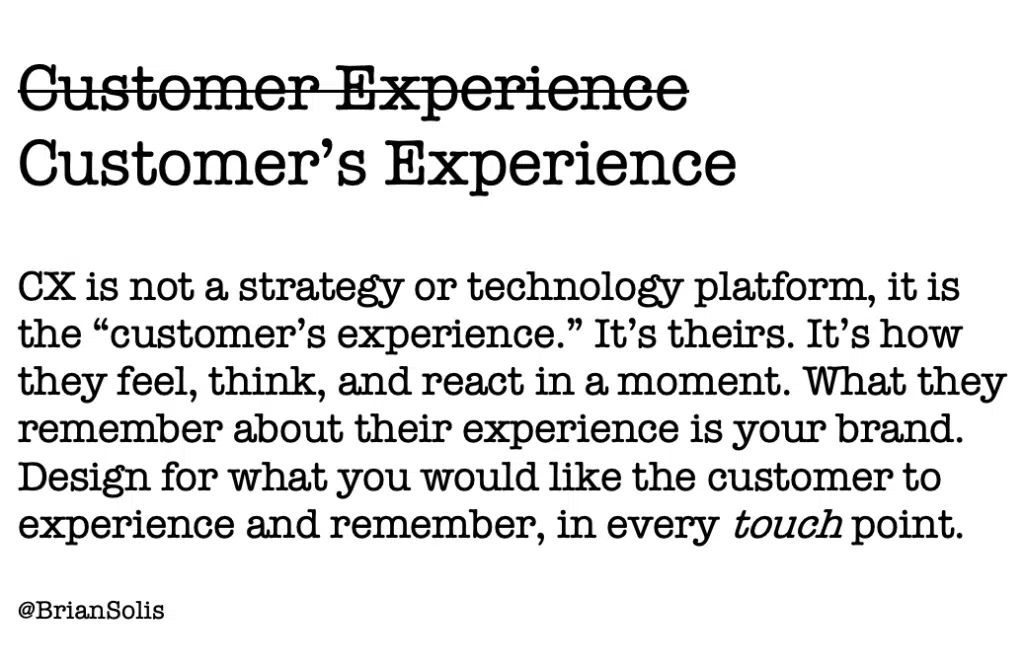 Customer Experience
Customer’s Experience
CX is not a strategy or technology platform, it is
the “customer’s experience.” It’s theirs. It’s how
they feel, think, and react in a moment. What they
remember about their experience is your brand.
Design for what you would like the customer to
experience and remember, in every touch point.
@BrianSolis